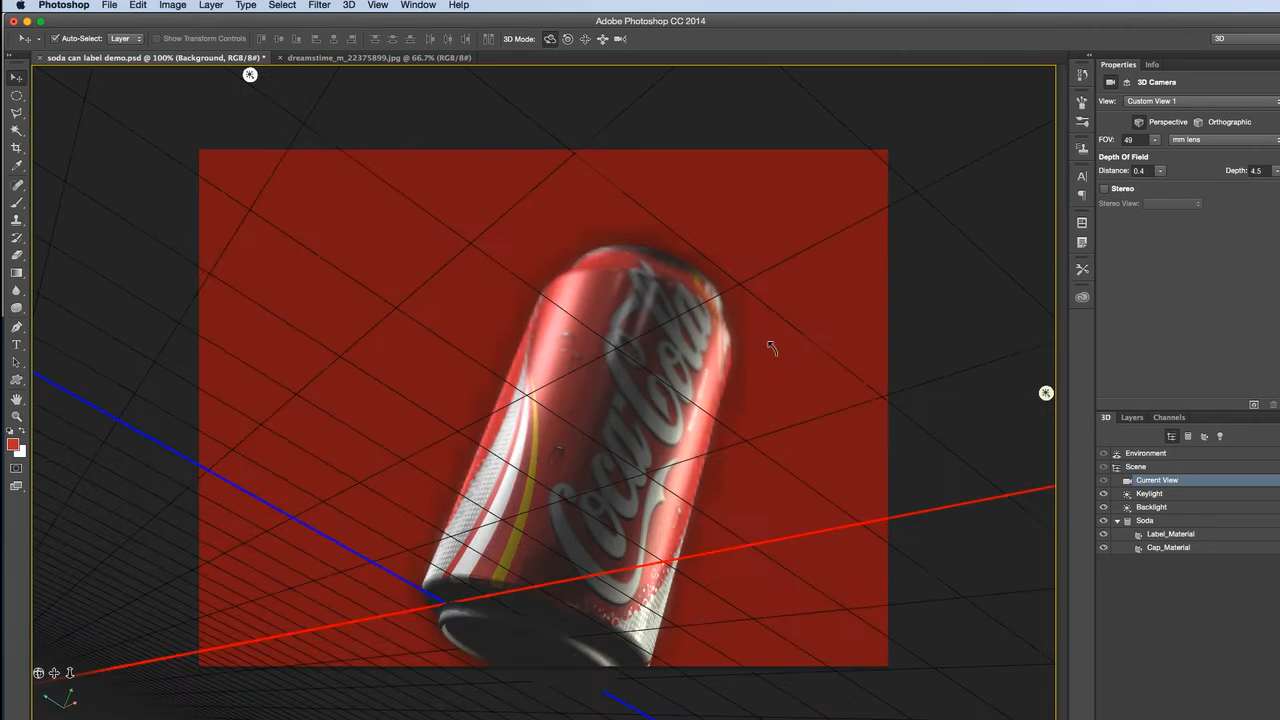 Photoshop File Edit Image Layer Type Select Filter 3D View Window Help
Adobe Photoshop CC 2014
Auto-Select: Layer Show Transform Controls 3D Mode: 3D
× soda can label demo.psd @ 100% (Background, RGB/8#) * × dreamstime_m_22375899.jpg @ 66.7% (RGB/8#)
Properties Info
3D Camera
View: Custom View 1
Perspective Orthographic
FOV: 49 mm lens
Depth Of Field
Distance: 0.4 Depth: 4.5
Stereo
Stereo View:
Coca-Cola
3D Layers Channels
Environment
Scene
Current View
Keylight
Backlight
Soda
Label_Material
Cap_Material